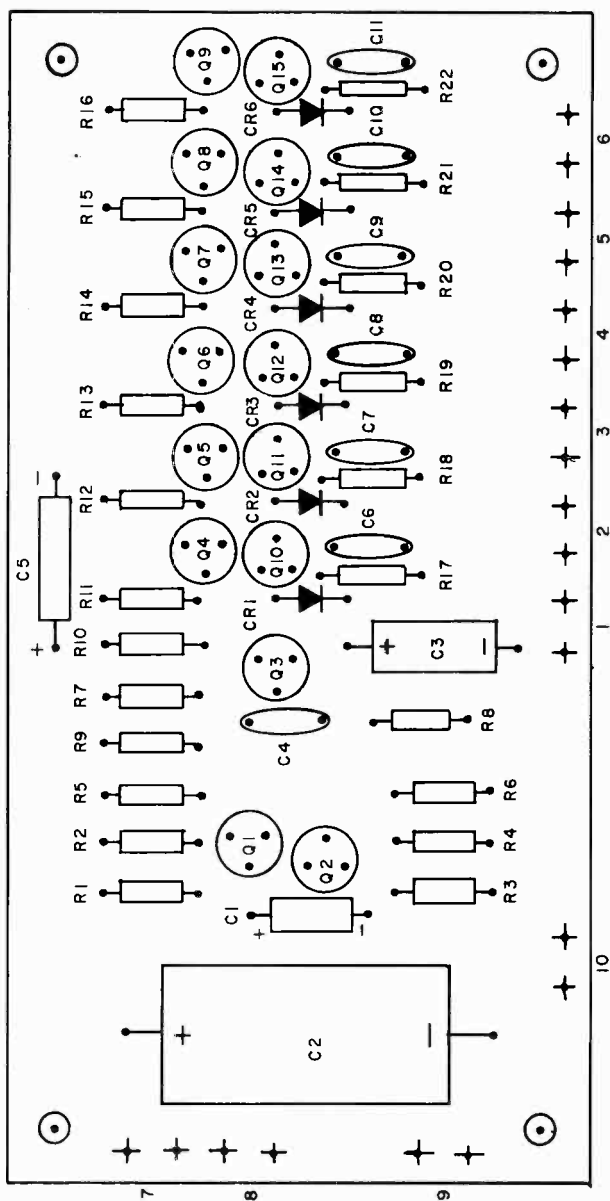 C5
+ −
R1 R2 R5 R9 R7 R10 R11 R12 R13 R14 R15 R16
7
+
Q4 Q5 Q6 Q7 Q8 Q9
8 C1 Q1 CR1 CR2 CR3 CR4 CR5 CR6
+
Q3 Q10 Q11 Q12 Q13 Q14 Q15
C4
C2 Q2
−
C6 C7 C8 C9 C10 C11
+
−
9 R17 R18 R19 R20 R21 R22
C3
−
R8
R3 R4 R6
10 1 2 3 4 5 6